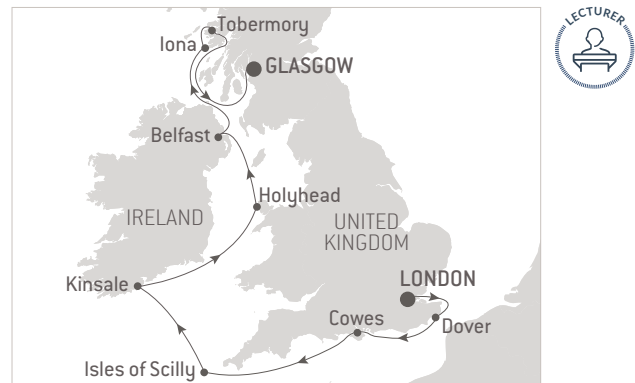 LECTURER
Tobermory
Iona
GLASGOW
Belfast
Holyhead
IRELAND
UNITED
KINGDOM
LONDON
Kinsale
Cowes
Dover
Isles of Scilly